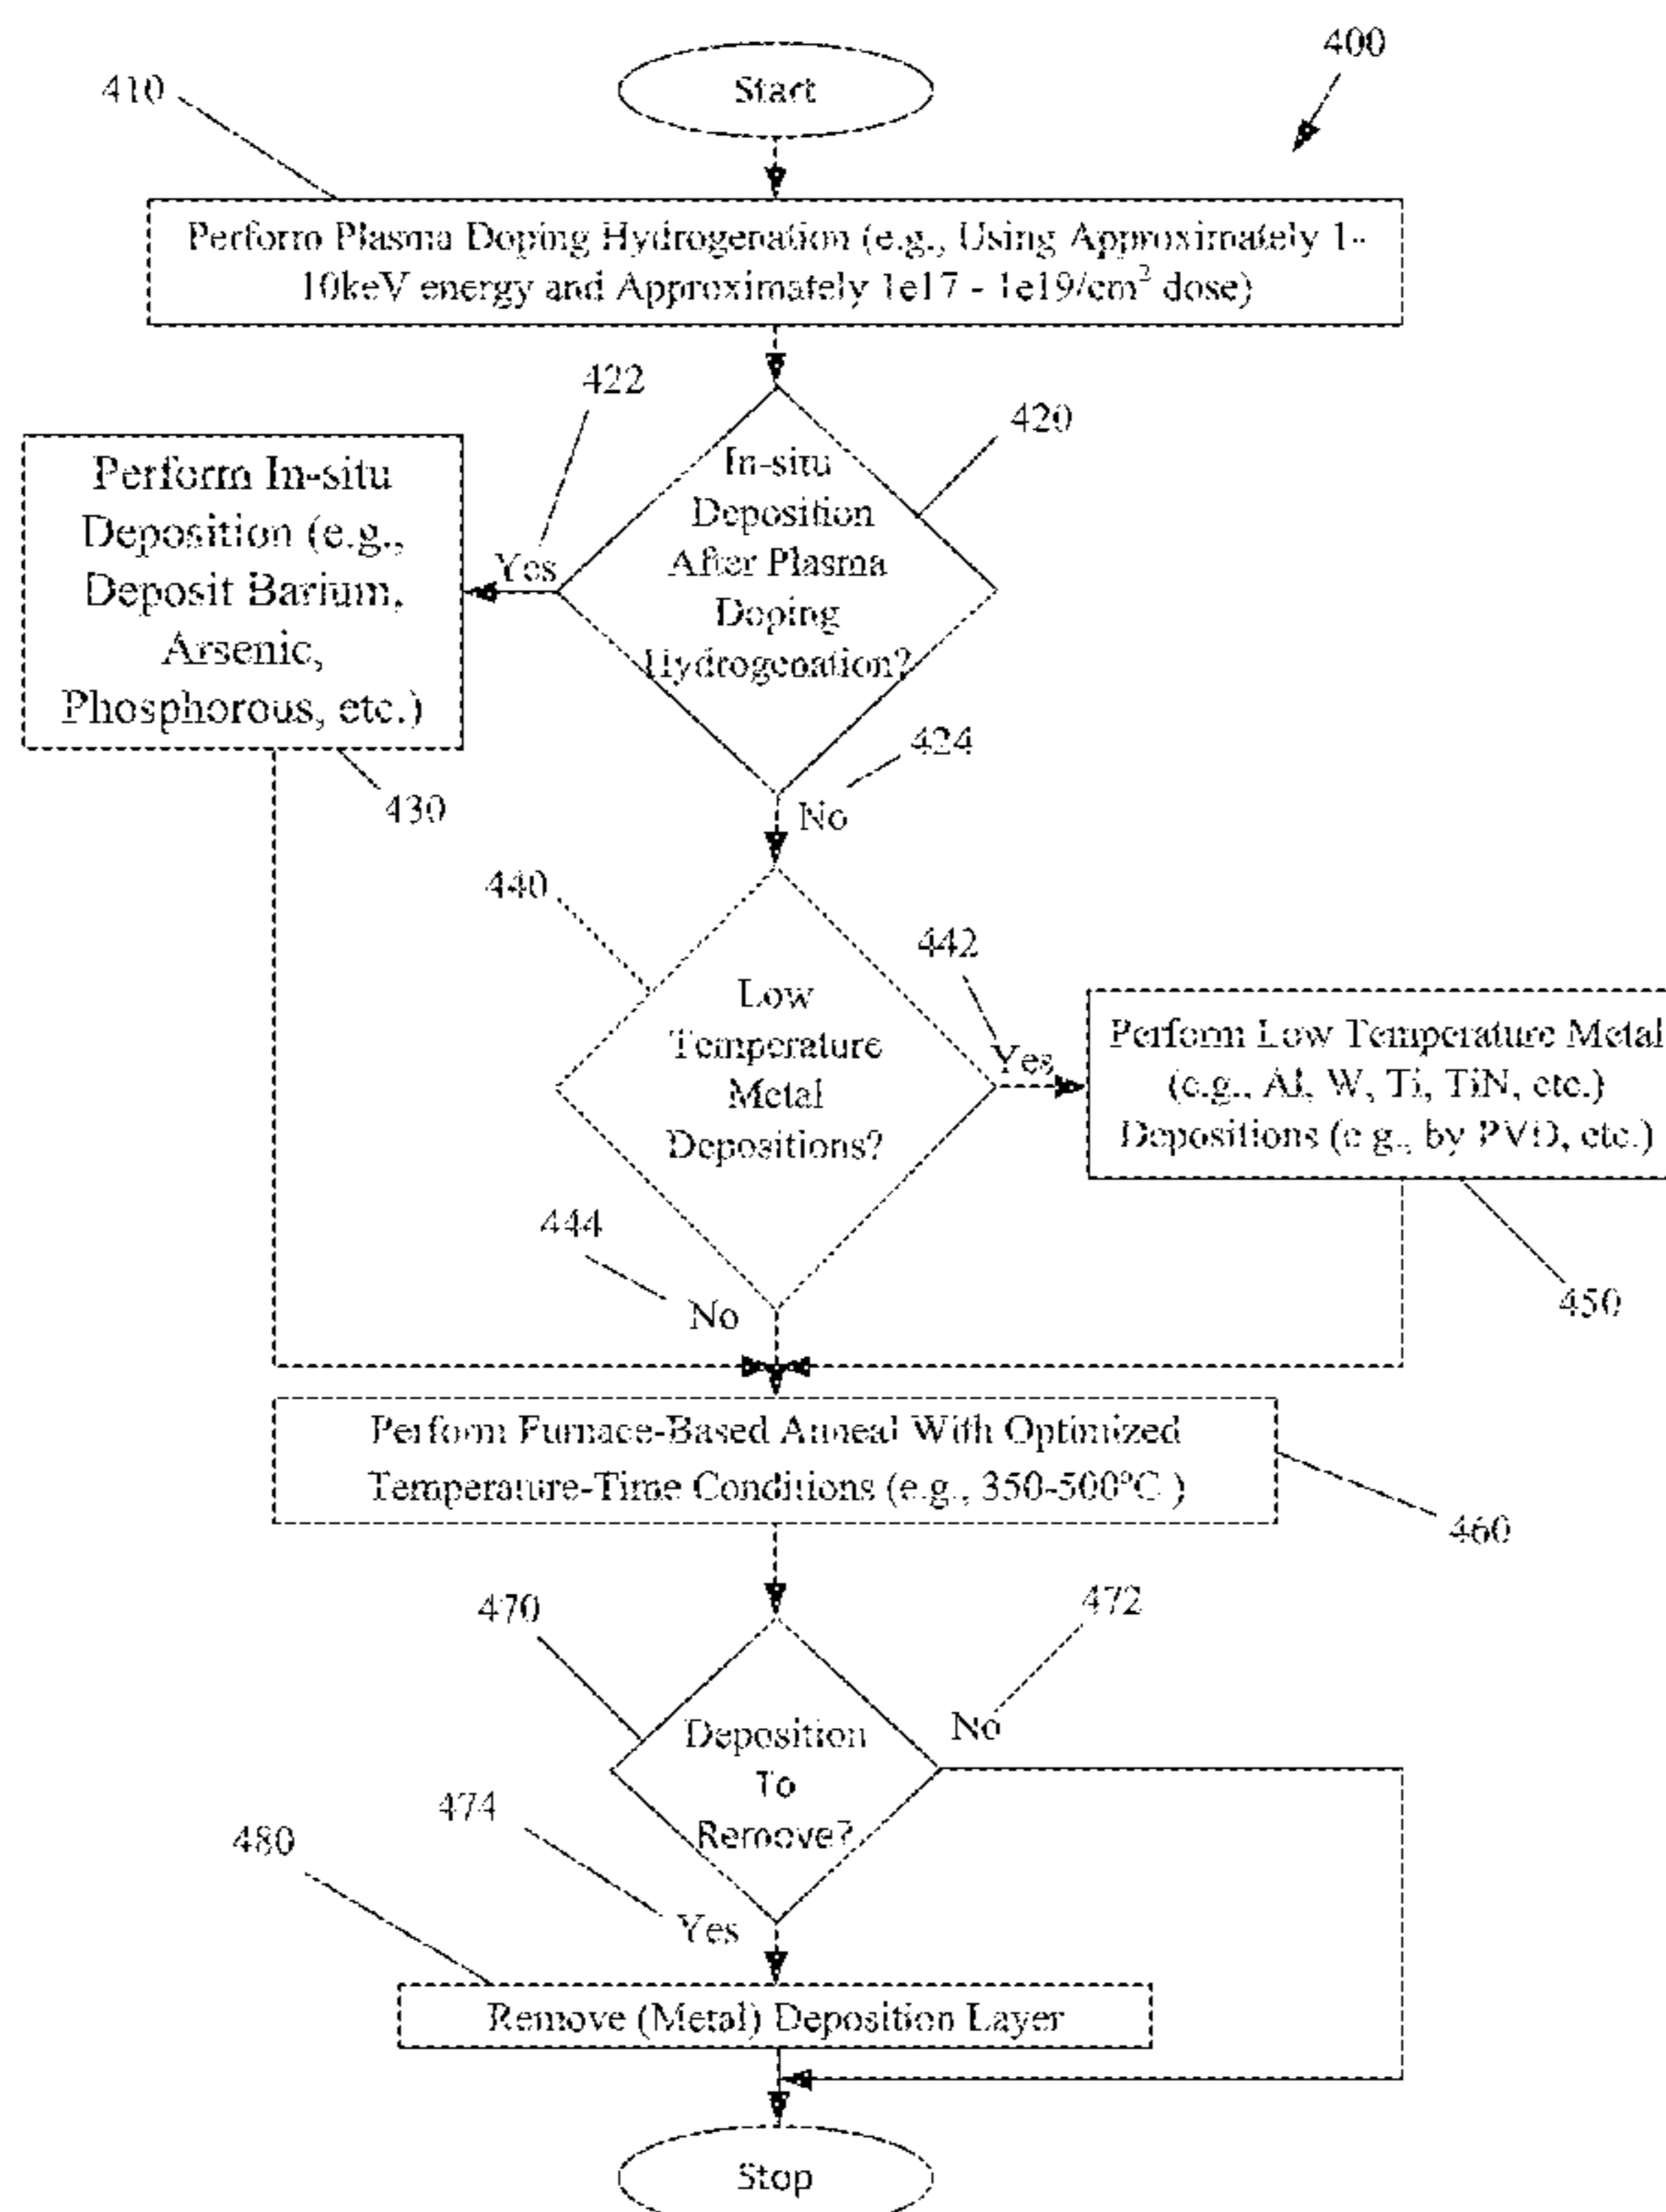 400
410
Start
Perform Plasma Doping Hydrogenation (e.g., Using Approximately 1-
10keV energy and Approximately 1e17 - 1e19/cm² dose)
422
420
In-situ
Deposition
After Plasma
Doping
Hydrogenation?
Yes
Perform In-situ
Deposition (e.g.,
Deposit Barium,
Arsenic,
Phosphorous, etc.)
430
424
No
440
442
Low
Temperature
Metal
Depositions?
Yes
Perform Low Temperature Metal
(e.g., Al, W, Ti, TiN, etc.)
Depositions (e.g., by PVD, etc.)
444
No
450
Perform Furnace-Based Anneal With Optimized
Temperature-Time Conditions (e.g., 350-500°C )
460
470
472
Deposition
To
Remove?
No
474
480
Yes
Remove (Metal) Deposition Layer
Stop